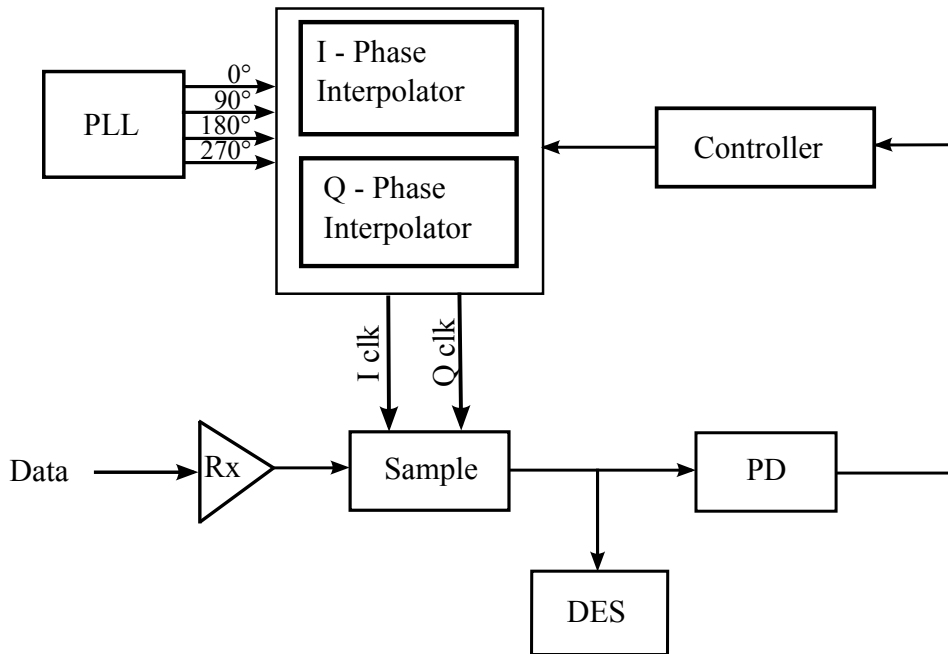 I - Phase
Interpolator
0°
90°
180°
270°
PLL
Controller
Q - Phase
Interpolator
I clk
Q clk
Data
Rx
Sample
PD
DES